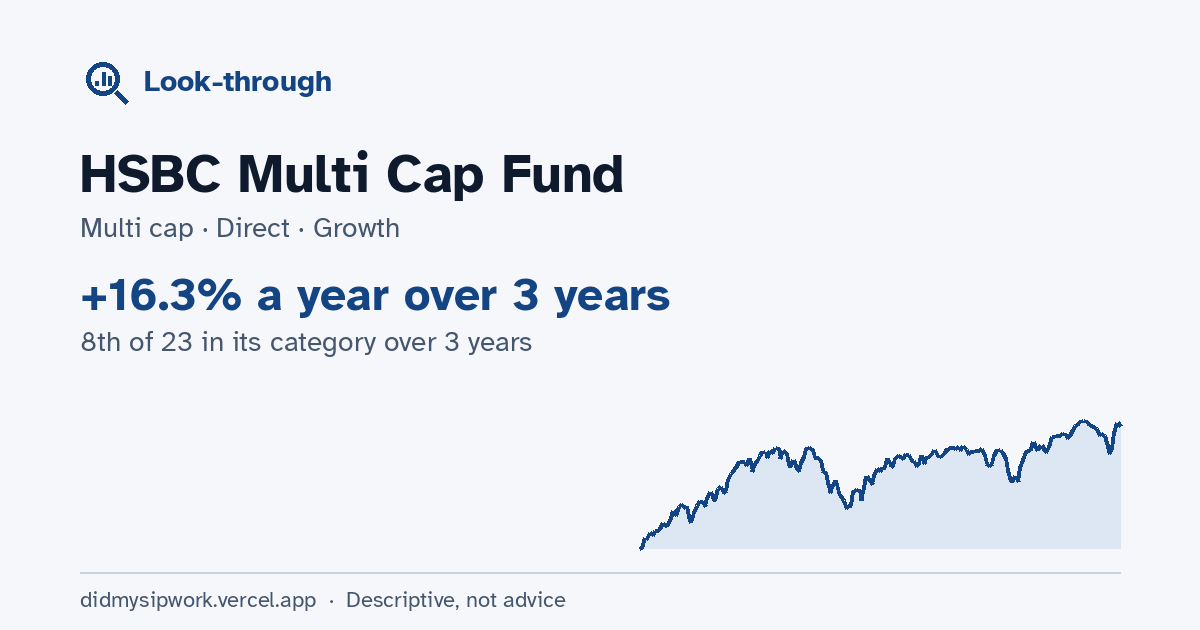 Look-through
HSBC Multi Cap Fund
Multi cap · Direct · Growth
+16.3% a year over 3 years
8th of 23 in its category over 3 years
didmysipwork.vercel.app · Descriptive, not advice